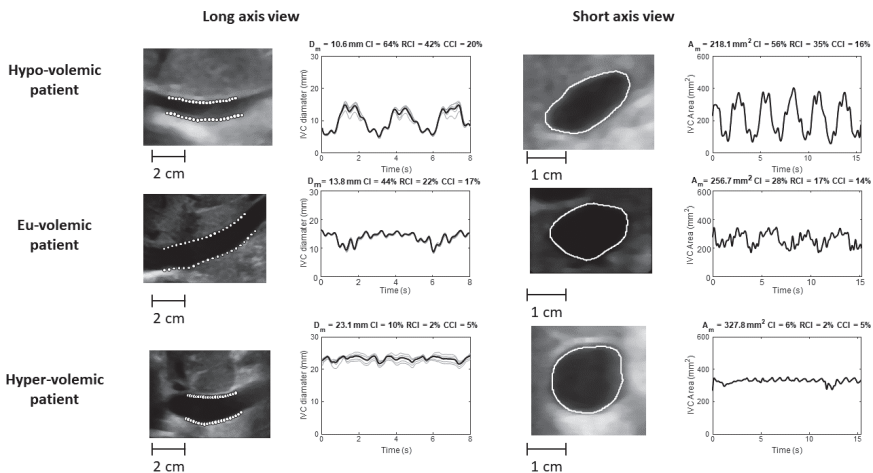 Long axis view
Short axis view
Hypo-volemic
patient
2 cm
D_m = 10.6 mm CI = 64% RCI = 42% CCI = 20%
IVC diamater (mm)
30
20
10
0
0 2 4 6 8
Time (s)
1 cm
A_m = 218.1 mm² CI = 56% RCI = 35% CCI = 16%
IVC Area (mm²)
600
400
200
0
0 5 10 15
Time (s)
Eu-volemic
patient
2 cm
D_m = 13.8 mm CI = 44% RCI = 22% CCI = 17%
IVC diamater (mm)
30
20
10
0
0 2 4 6 8
Time (s)
1 cm
A_m = 256.7 mm² CI = 28% RCI = 17% CCI = 14%
IVC Area (mm²)
600
400
200
0
0 5 10 15
Time (s)
Hyper-volemic
patient
2 cm
D_m = 23.1 mm CI = 10% RCI = 2% CCI = 5%
IVC diamater (mm)
30
20
10
0
0 2 4 6 8
Time (s)
1 cm
A_m = 327.8 mm² CI = 6% RCI = 2% CCI = 5%
IVC Area (mm²)
600
400
200
0
0 5 10 15
Time (s)